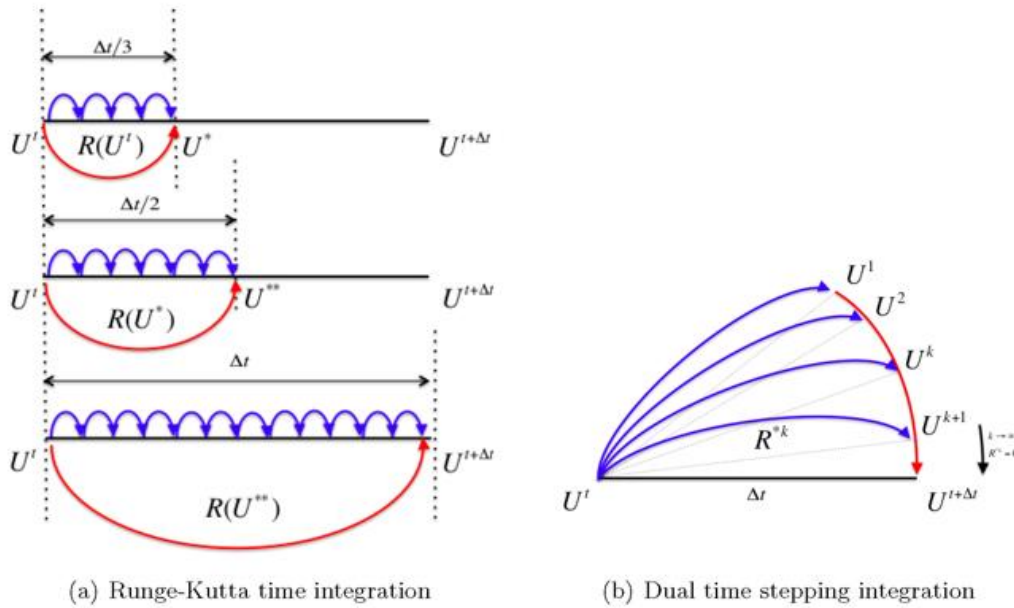 Δt/3
U^t
R(U^t)
U^*
U^{t+Δt}
Δt/2
U^t
R(U^*)
U^{**}
U^{t+Δt}
Δt
U^t
R(U^{**})
U^{t+Δt}
(a) Runge-Kutta time integration
U^1
U^2
U^k
U^{k+1}
R^{*k}
U^t
Δt
U^{t+Δt}
(b) Dual time stepping integration